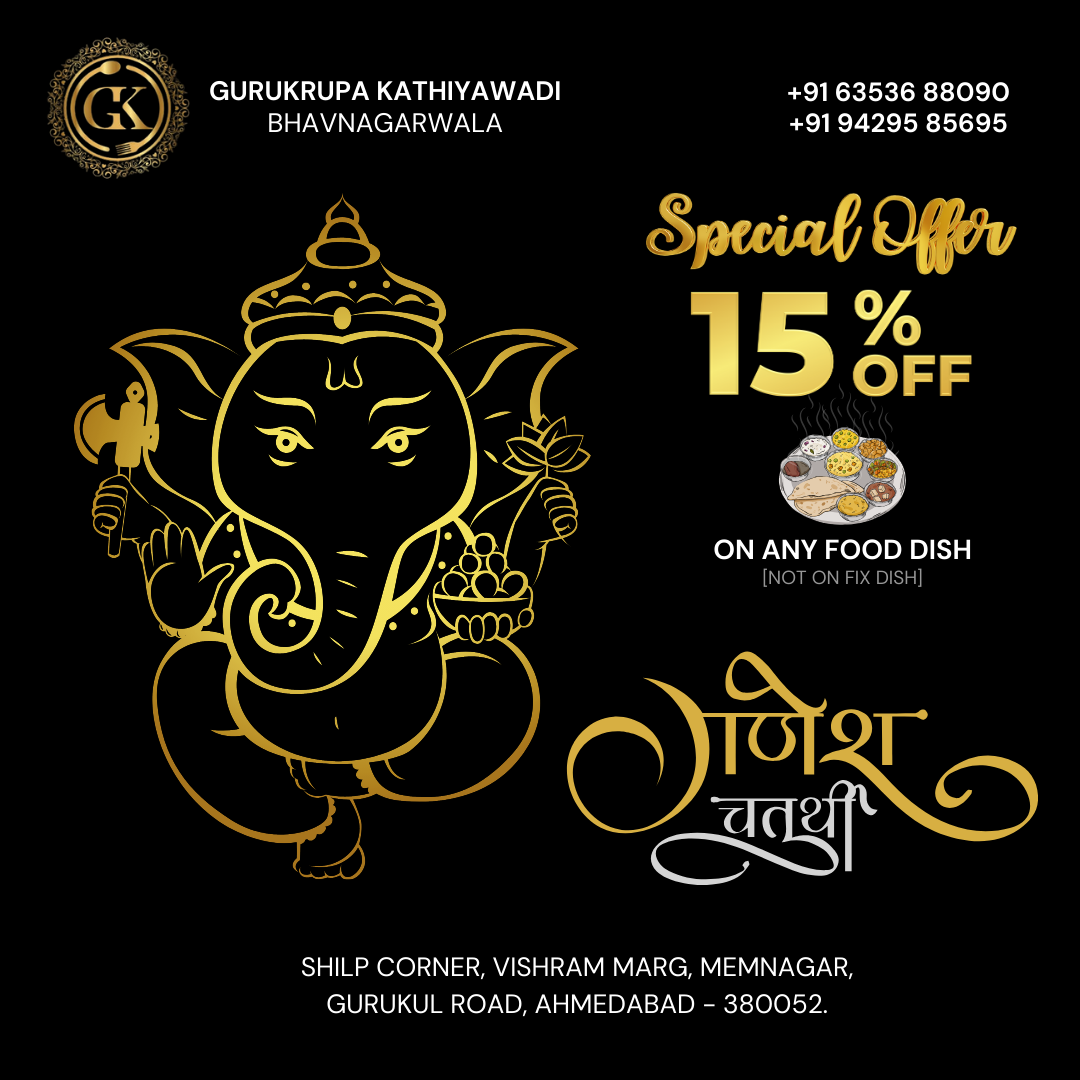 GK
GURUKRUPA KATHIYAWADI
BHAVNAGARWALA
+91 63536 88090
+91 94295 85695
Special Offer
15 %
OFF
ON ANY FOOD DISH
[NOT ON FIX DISH]
गणेश
चतुर्थी
SHILP CORNER, VISHRAM MARG, MEMNAGAR,
GURUKUL ROAD, AHMEDABAD - 380052.